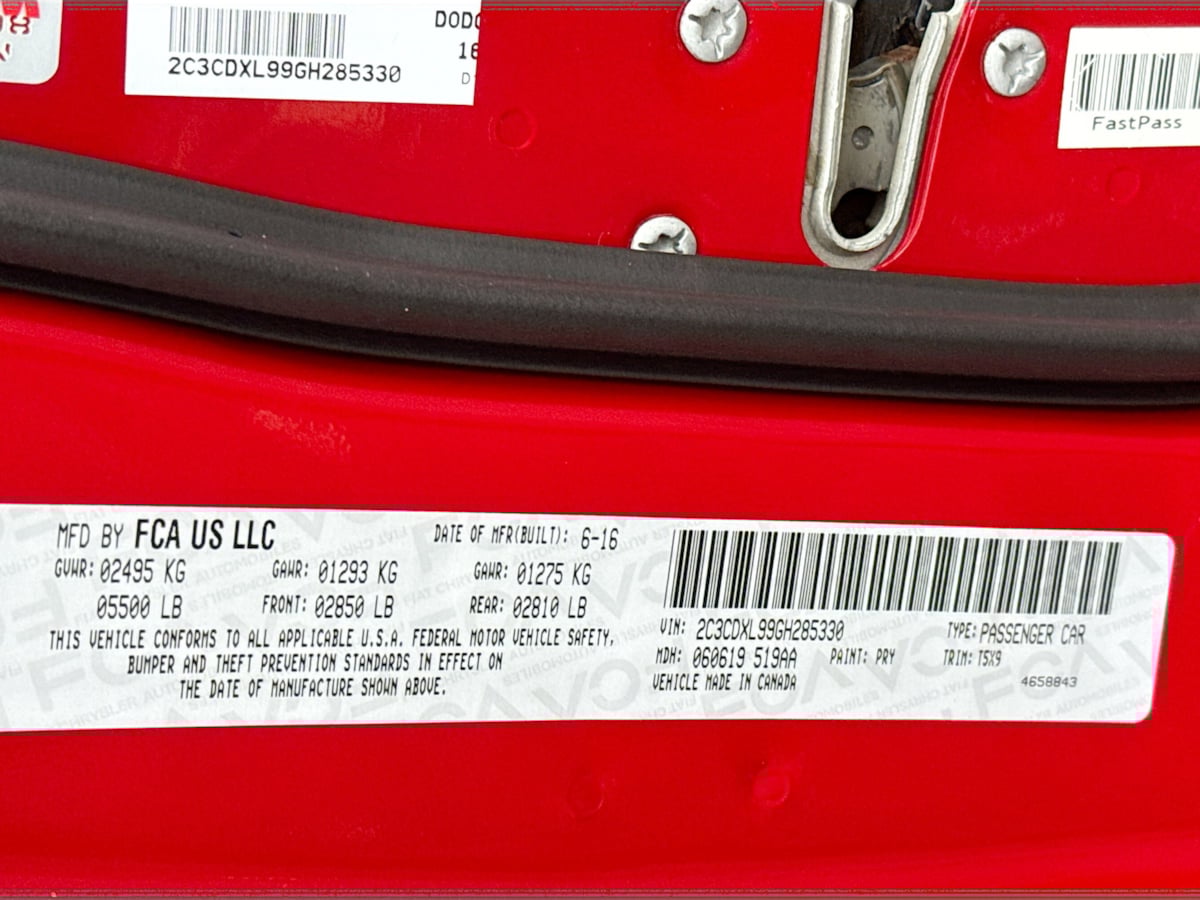 DODG
2C3CDXL99GH285330
FastPass
MFD BY FCA US LLC DATE OF MFR(BUILT): 6-16
GVWR: 02495 KG GAWR: 01293 KG GAWR: 01275 KG
05500 LB FRONT: 02850 LB REAR: 02810 LB
THIS VEHICLE CONFORMS TO ALL APPLICABLE U.S.A. FEDERAL MOTOR VEHICLE SAFETY,
BUMPER AND THEFT PREVENTION STANDARDS IN EFFECT ON
THE DATE OF MANUFACTURE SHOWN ABOVE.
VIN: 2C3CDXL99GH285330 TYPE: PASSENGER CAR
MDH: 060619 519AA PAINT: PRY TRIM: T5X9
VEHICLE MADE IN CANADA 4658843